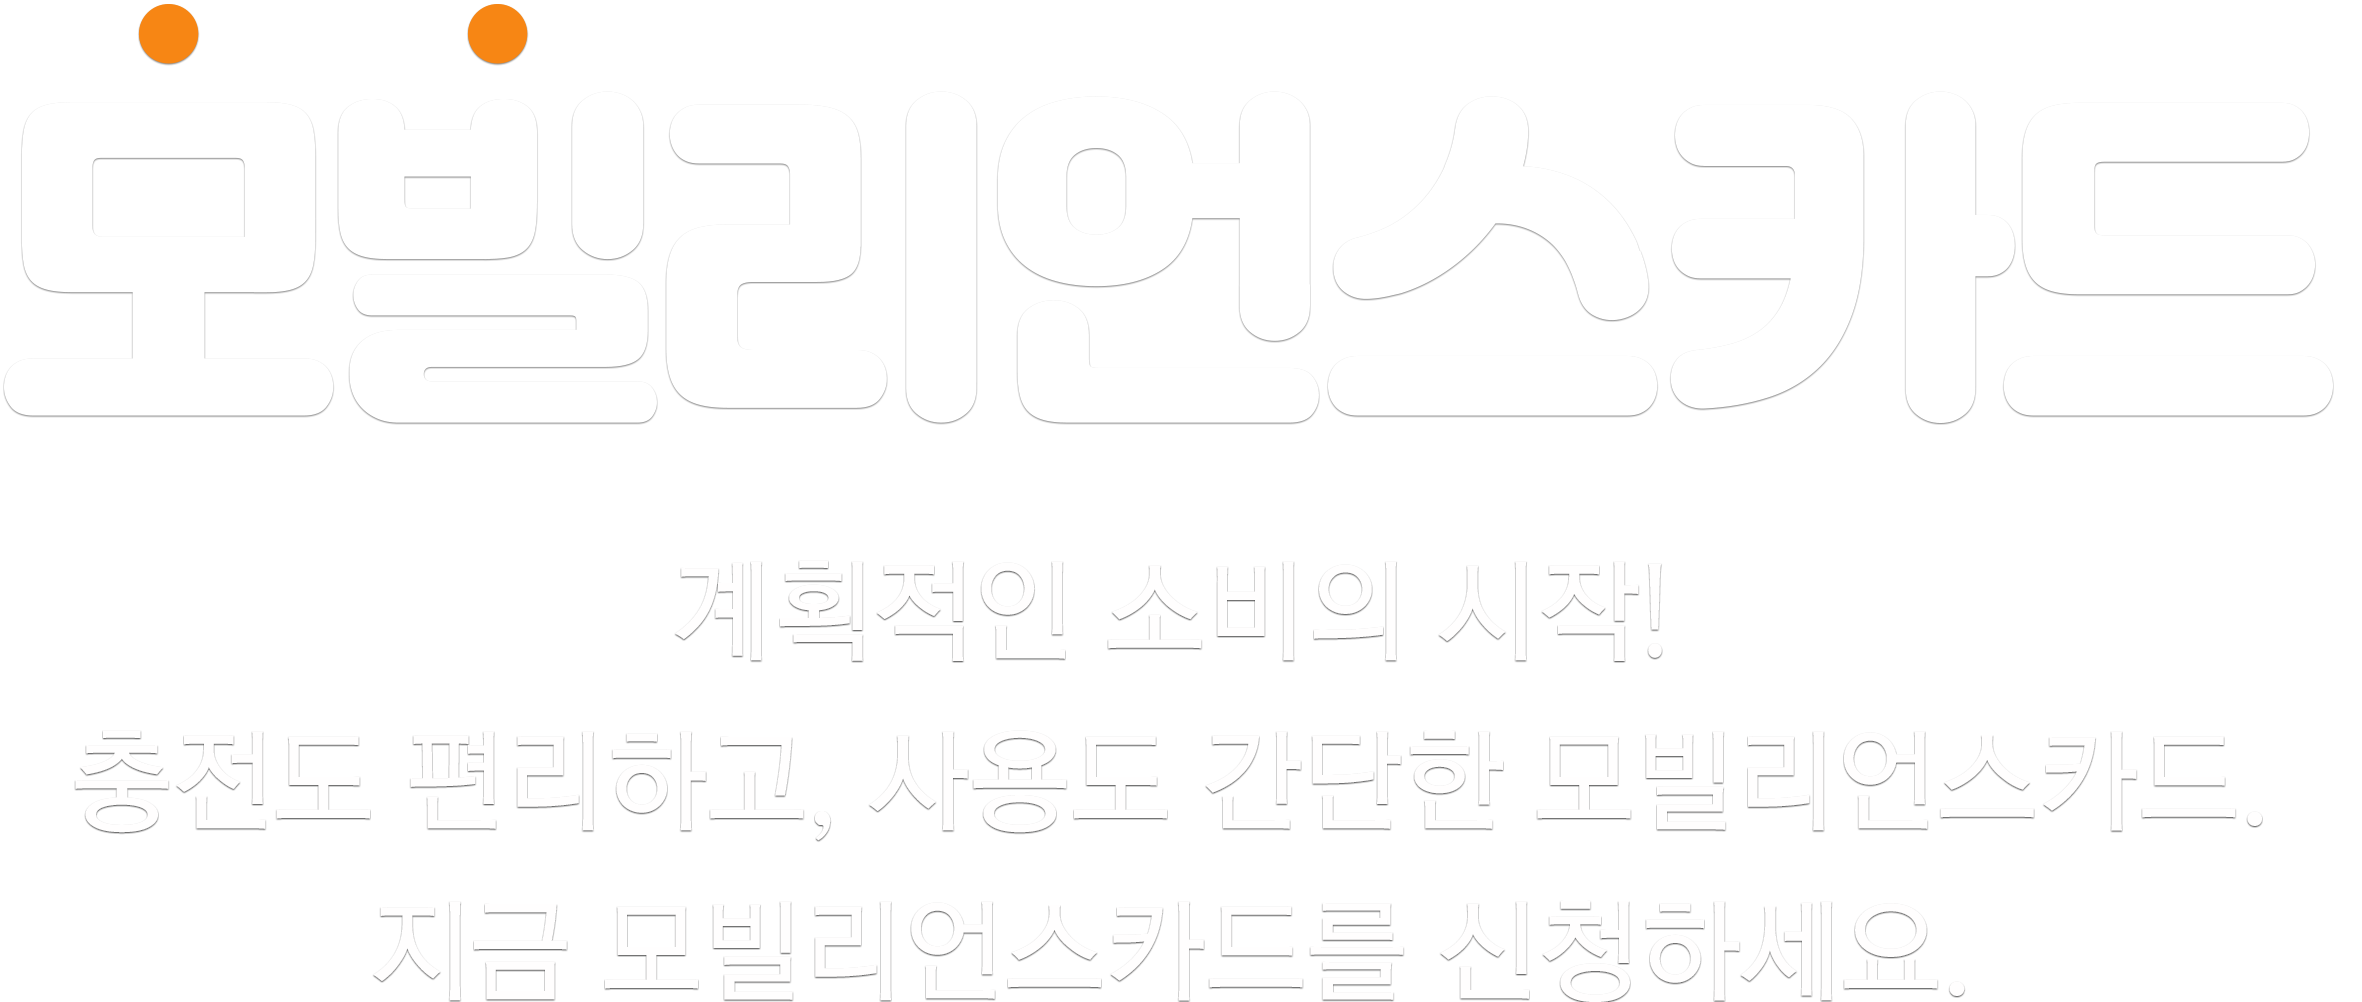 모빌리언스카드
계획적인 소비의 시작!
충전도 편리하고, 사용도 간단한 모빌리언스카드.
지금 모빌리언스카드를 신청하세요.